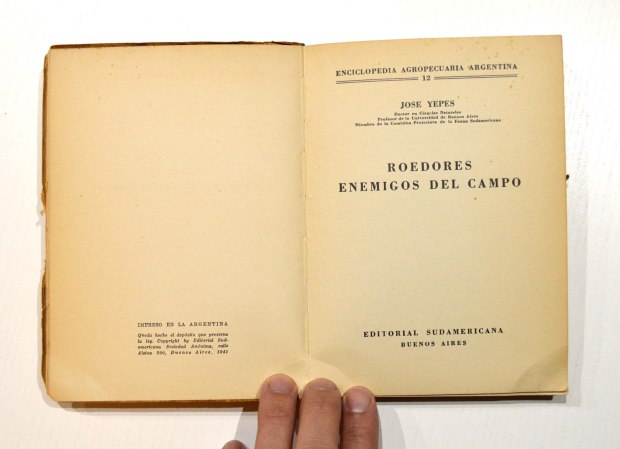 IMPRESO EN LA ARGENTINA
Queda hecho el depósito que previene
la ley. Copyright by Editorial Sud-
americana Sociedad Anónima, calle
Alsina 500, Buenos Aires, 1941
ENCICLOPEDIA AGROPECUARIA ARGENTINA
12
JOSE YEPES
Doctor en Ciencias Naturales
Profesor de la Universidad de Buenos Aires
Miembro de la Comisión Protectora de la Fauna Sudamericana
ROEDORES
ENEMIGOS DEL CAMPO
EDITORIAL SUDAMERICANA
BUENOS AIRES